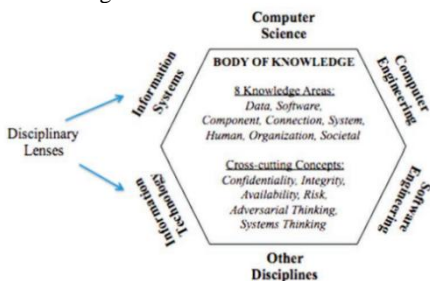 Computer
Science
Information
Systems
Computer
Engineering
BODY OF KNOWLEDGE
8 Knowledge Areas:
Data, Software,
Component, Connection, System,
Human, Organization, Societal
Disciplinary
Lenses
Cross-cutting Concepts:
Confidentiality, Integrity,
Availability, Risk,
Adversarial Thinking,
Systems Thinking
Information
Technology
Software
Engineering
Other
Disciplines